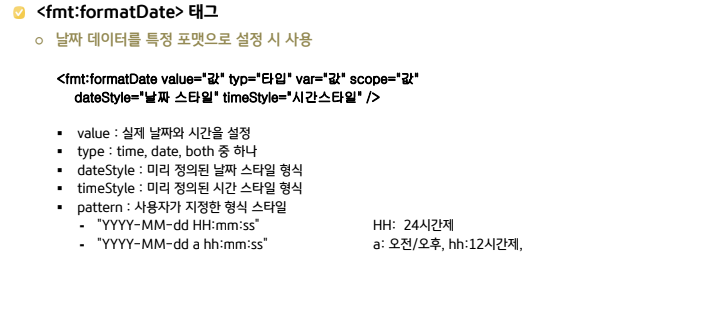 <fmt:formatDate> 태그
날짜 데이터를 특정 포맷으로 설정 시 사용
<fmt:formatDate value="값" typ="타입" var="값" scope="값"
dateStyle="날짜 스타일" timeStyle="시간스타일" />
value : 실제 날짜와 시간을 설정
type : time, date, both 중 하나
dateStyle : 미리 정의된 날짜 스타일 형식
timeStyle : 미리 정의된 시간 스타일 형식
pattern : 사용자가 지정한 형식 스타일
- "YYYY-MM-dd HH:mm:ss" HH: 24시간제
- "YYYY-MM-dd a hh:mm:ss" a: 오전/오후, hh:12시간제,